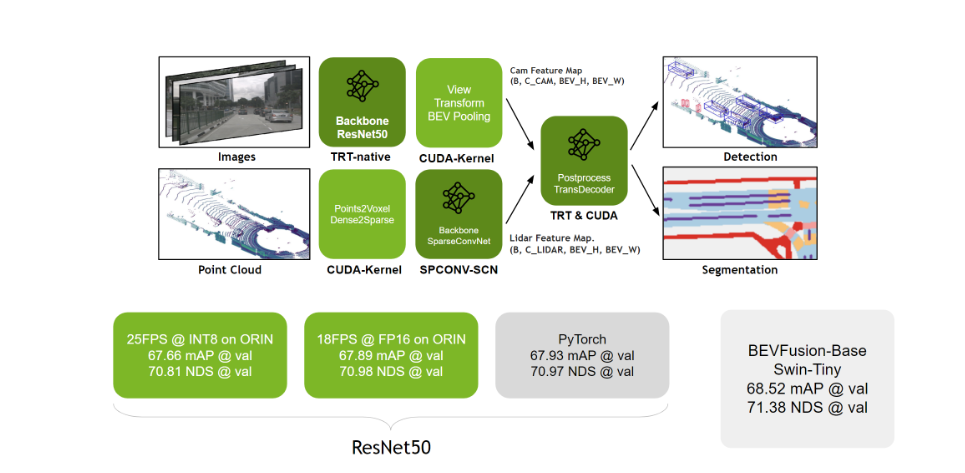 Backbone
ResNet50
View
Transform
BEV Pooling
Cam Feature Map
(B, C_CAM, BEV_H, BEV_W)
Images
TRT-native
CUDA-Kernel
Detection
Postprocess
TransDecoder
TRT & CUDA
Points2Voxel
Dense2Sparse
Backbone
SparseConvNet
Lidar Feature Map.
(B, C_LIDAR, BEV_H, BEV_W)
Point Cloud
CUDA-Kernel
SPCONV-SCN
Segmentation
25FPS @ INT8 on ORIN
67.66 mAP @ val
70.81 NDS @ val
18FPS @ FP16 on ORIN
67.89 mAP @ val
70.98 NDS @ val
PyTorch
67.93 mAP @ val
70.97 NDS @ val
BEVFusion-Base
Swin-Tiny
68.52 mAP @ val
71.38 NDS @ val
ResNet50